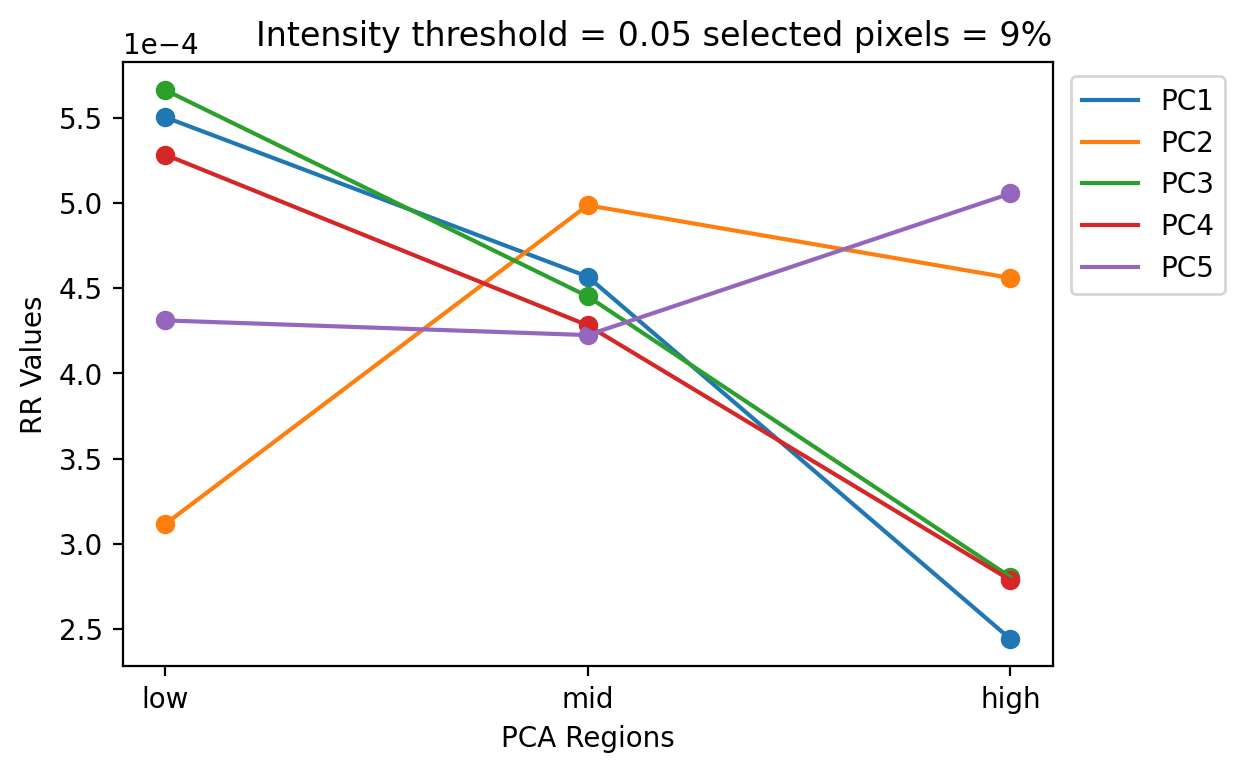 Intensity threshold = 0.05 selected pixels = 9%
1e−4
5.5
5.0
4.5
4.0
3.5
3.0
2.5
RR Values
low
mid
high
PCA Regions
PC1
PC2
PC3
PC4
PC5